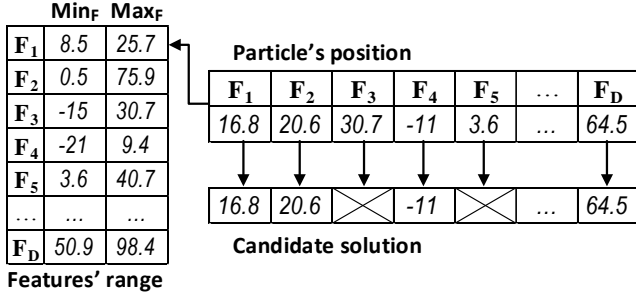 Min_F Max_F
F_1 8.5 25.7
F_2 0.5 75.9
F_3 -15 30.7
F_4 -21 9.4
F_5 3.6 40.7
... ... ...
F_D 50.9 98.4
Features' range
Particle's position
F_1 F_2 F_3 F_4 F_5 ... F_D
16.8 20.6 30.7 -11 3.6 ... 64.5
16.8 20.6 -11 ... 64.5
Candidate solution